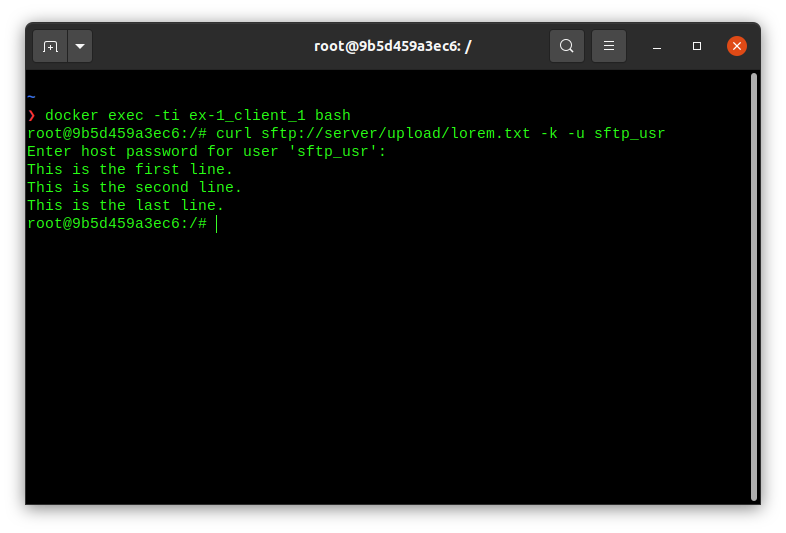 root@9b5d459a3ec6: /
~
❯ docker exec -ti ex-1_client_1 bash
root@9b5d459a3ec6:/# curl sftp://server/upload/lorem.txt -k -u sftp_usr
Enter host password for user 'sftp_usr':
This is the first line.
This is the second line.
This is the last line.
root@9b5d459a3ec6:/#